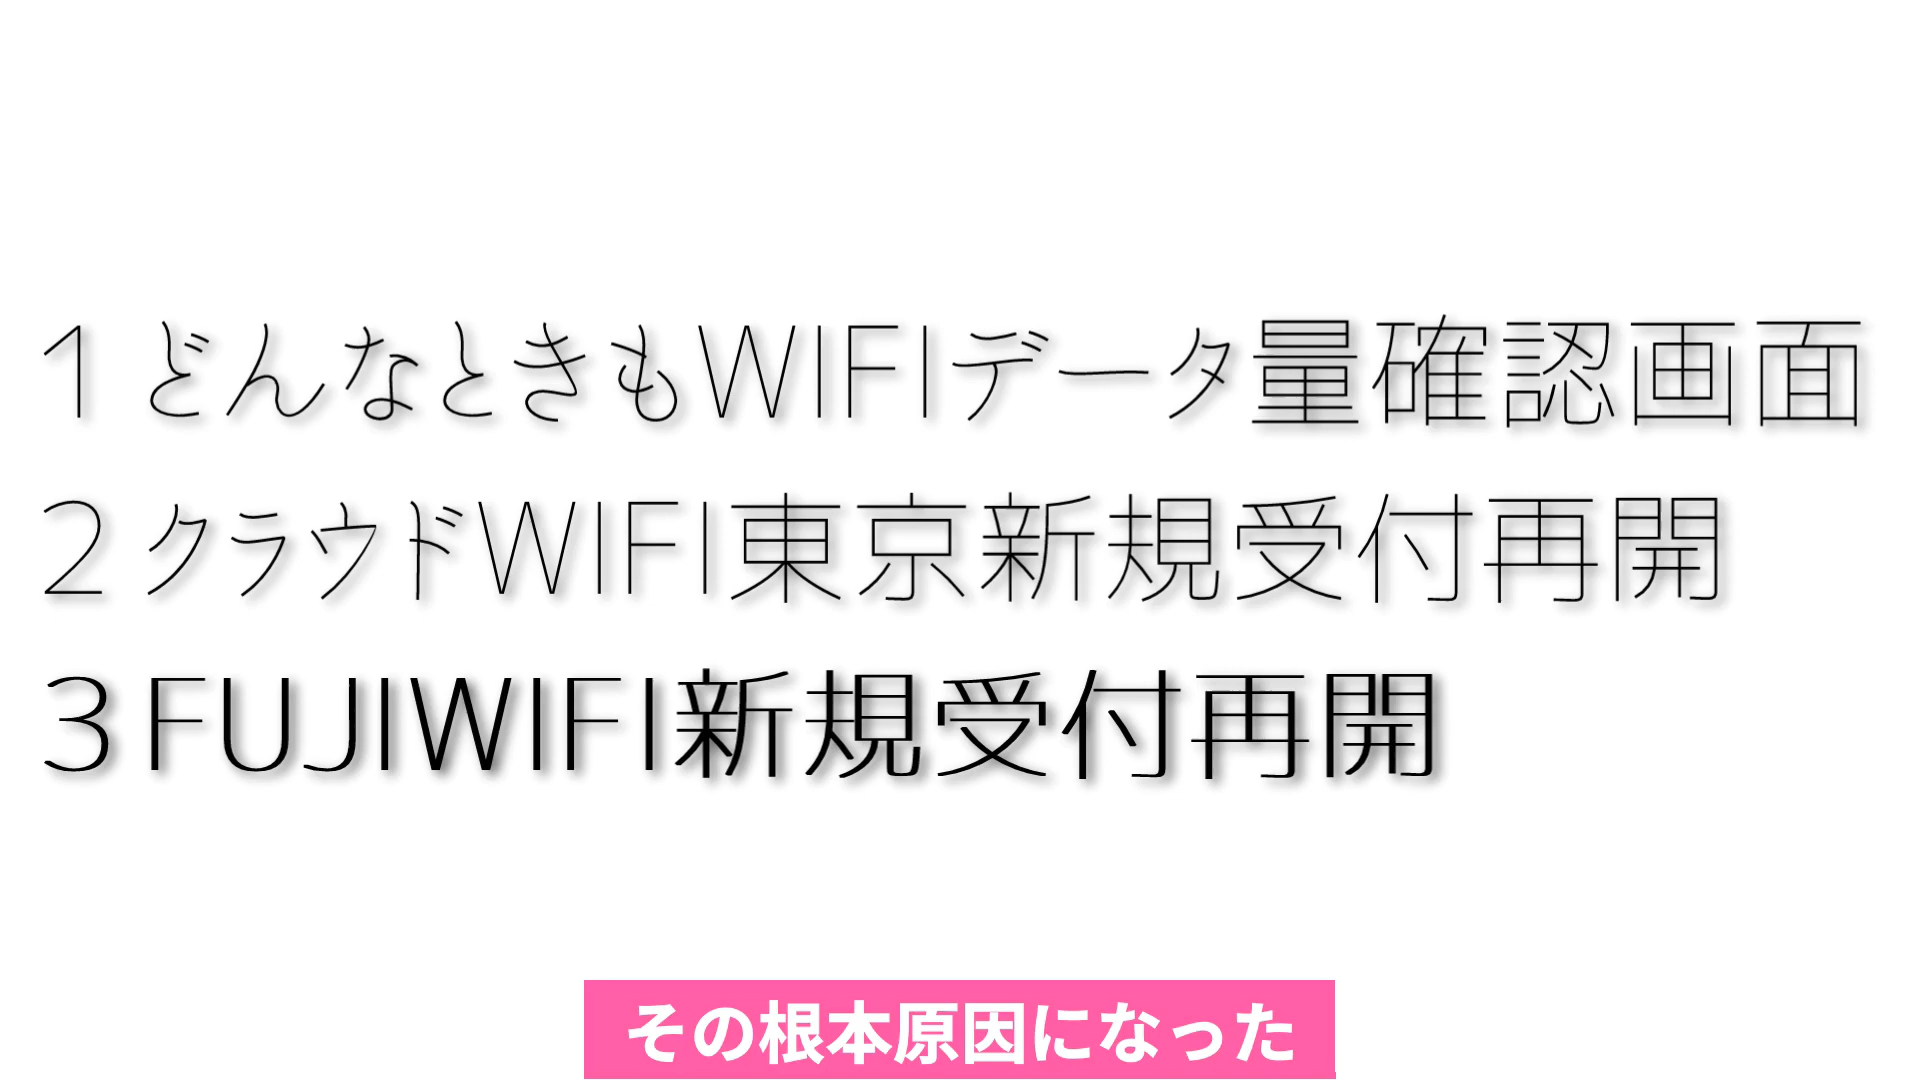 1 どんなときもWIFIデータ量確認画面
2 クラウドWIFI東京新規受付再開
3 FUJIWIFI新規受付再開
その根本原因になった